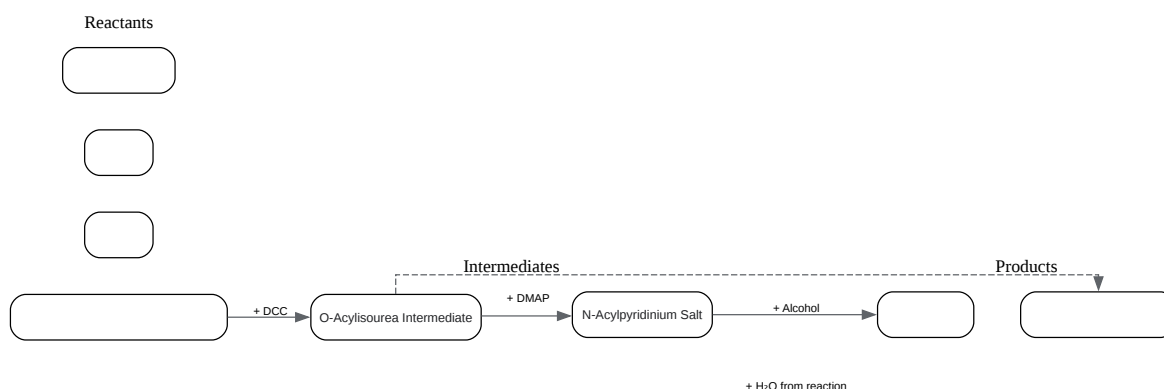 Reactants
Intermediates
Products
+ DCC
O-Acylisourea Intermediate
+ DMAP
N-Acylpyridinium Salt
+ Alcohol
+ H₂O from reaction